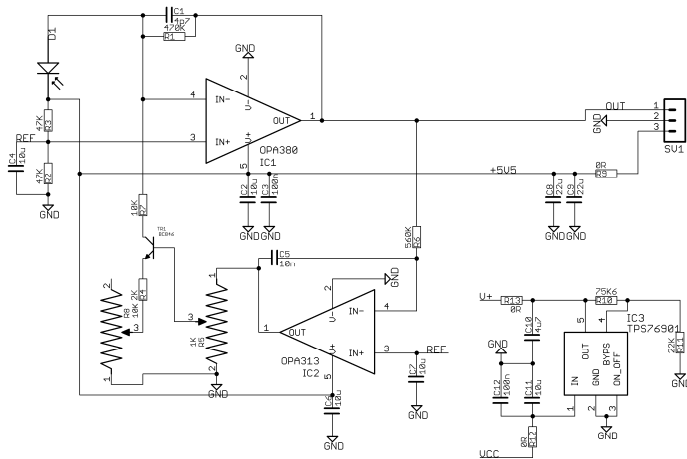 C1
4p7
470K
R1
D1
GND
2
4
IN-
V-
OUT
1
3
IN+
V+
5
OPA380
IC1
REF
47K
R3
C4
10u
47K
R2
GND
C2
10u
C3
100n
GND
GND
OUT
1
2
3
GND
SV1
+5V5
0R
R9
C8
22u
C9
22u
GND
GND
10K
R7
TR1
BC846
2K
R4
2
R8
10K
3
1
1
3
1K
R5
2
GND
C5
10n
560K
R6
GND
2
V-
IN-
4
1
OUT
IN+
3
REF
V+
5
OPA313
IC2
C6
10u
GND
C7
10u
GND
V+
R13
0R
75K6
R10
C10
4u7
5
4
IC3
TPS76901
OUT
BYPS
IN
GND
ON_OFF
1
2
3
22K
R11
GND
GND
C12
100n
C11
10u
GND
0R
R12
VCC